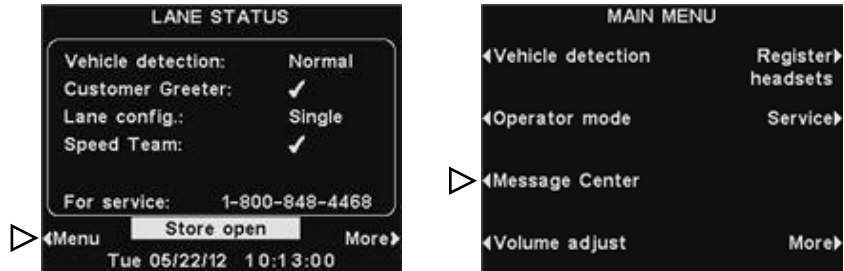 LANE STATUS
Vehicle detection: Normal
Customer Greeter: ✓
Lane config.: Single
Speed Team: ✓
For service: 1-800-848-4468
Store open
Menu More
Tue 05/22/12 10:13:00
MAIN MENU
Vehicle detection Register
headsets
Operator mode Service
Message Center
Volume adjust More